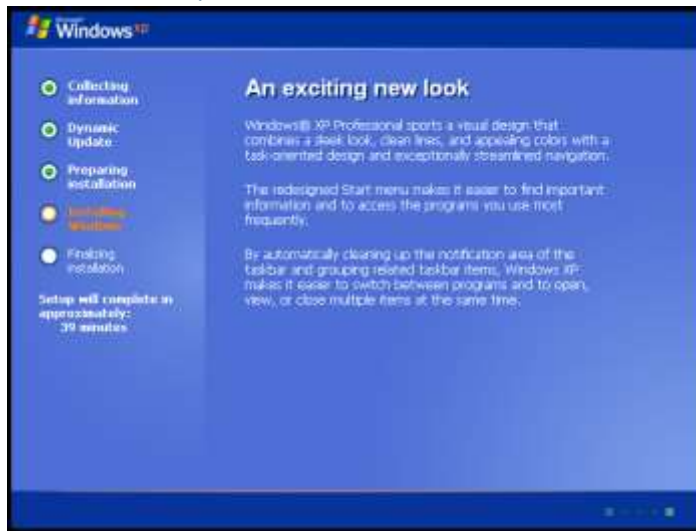 Microsoft
Windows xp
Collecting
information
Dynamic
Update
Preparing
installation
Installing
Windows
Finalizing
installation
Setup will complete in
approximately:
39 minutes
An exciting new look
Windows® XP Professional sports a visual design that
combines a sleek look, clean lines, and appealing colors with a
task-oriented design and exceptionally streamlined navigation.
The redesigned Start menu makes it easier to find important
information and to access the programs you use most
frequently.
By automatically cleaning up the notification area of the
taskbar and grouping related taskbar items, Windows XP
makes it easier to switch between programs and to open,
view, or close multiple items at the same time.